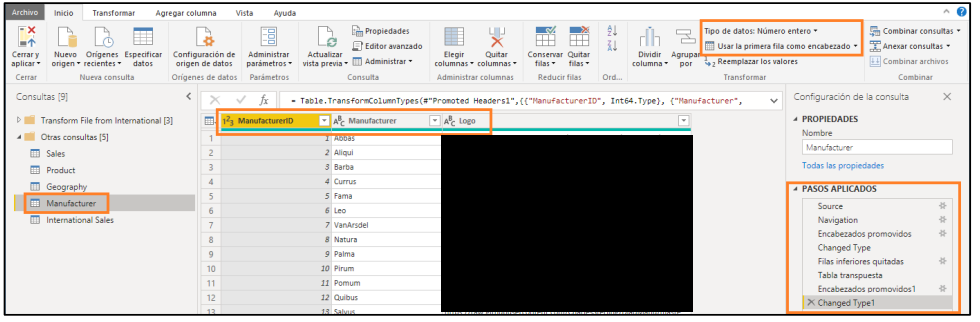 Archivo Inicio Transformar Agregar columna Vista Ayuda
Cerrar y aplicar
Nuevo origen
Orígenes recientes
Especificar datos
Configuración de origen de datos
Administrar parámetros
Actualizar vista previa
Propiedades
Editor avanzado
Administrar
Elegir columnas
Quitar columnas
Conservar filas
Quitar filas
Dividir columna
Agrupar por
Tipo de datos: Número entero
Usar la primera fila como encabezado
Reemplazar los valores
Combinar consultas
Anexar consultas
Combinar archivos
Cerrar Nueva consulta Orígenes de datos Parámetros Consulta Administrar columnas Reducir filas Ord... Transformar Combinar
Consultas [9]
Transform File from International [3]
Otras consultas [5]
Sales
Product
Geography
Manufacturer
International Sales
fx = Table.TransformColumnTypes(#"Promoted Headers1",{{"ManufacturerID", Int64.Type}, {"Manufacturer",
1²3 ManufacturerID ABC Manufacturer ABC Logo
1 1 Abbas
2 2 Aliqui
3 3 Barba
4 4 Currus
5 5 Fama
6 6 Leo
7 7 VanArsdel
8 8 Natura
9 9 Palma
10 10 Pirum
11 11 Pomum
12 12 Quibus
13 13 Salvus
Configuración de la consulta
PROPIEDADES
Nombre
Manufacturer
Todas las propiedades
PASOS APLICADOS
Source
Navigation
Encabezados promovidos
Changed Type
Filas inferiores quitadas
Tabla transpuesta
Encabezados promovidos1
Changed Type1